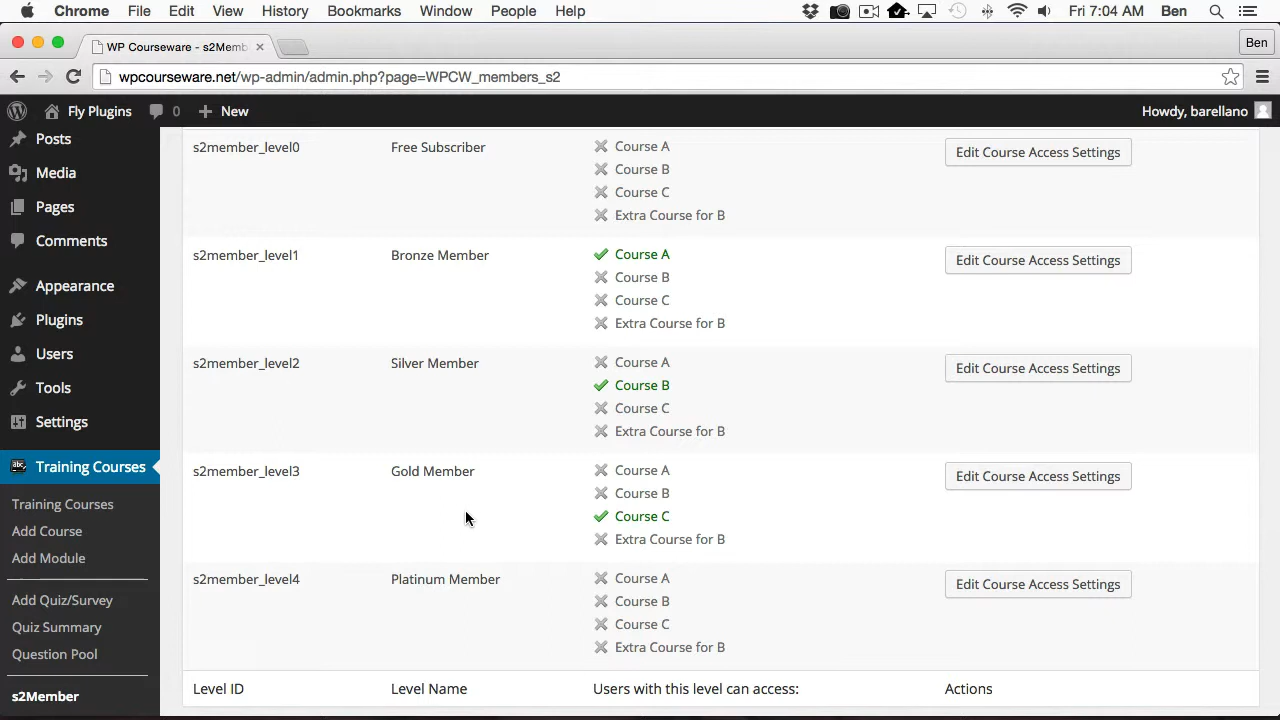 Chrome File Edit View History Bookmarks Window People Help Fri 7:04 AM Ben
WP Courseware - s2Memb
Ben
wpcourseware.net/wp-admin/admin.php?page=WPCW_members_s2
Fly Plugins 0 New Howdy, barellano
Posts
Media
Pages
Comments
Appearance
Plugins
Users
Tools
Settings
abc
Training Courses
Training Courses
Add Course
Add Module
Add Quiz/Survey
Quiz Summary
Question Pool
s2Member
s2member_level0 Free Subscriber Course A Edit Course Access Settings
Course B
Course C
Extra Course for B
s2member_level1 Bronze Member Course A Edit Course Access Settings
Course B
Course C
Extra Course for B
s2member_level2 Silver Member Course A Edit Course Access Settings
Course B
Course C
Extra Course for B
s2member_level3 Gold Member Course A Edit Course Access Settings
Course B
Course C
Extra Course for B
s2member_level4 Platinum Member Course A Edit Course Access Settings
Course B
Course C
Extra Course for B
Level ID Level Name Users with this level can access: Actions